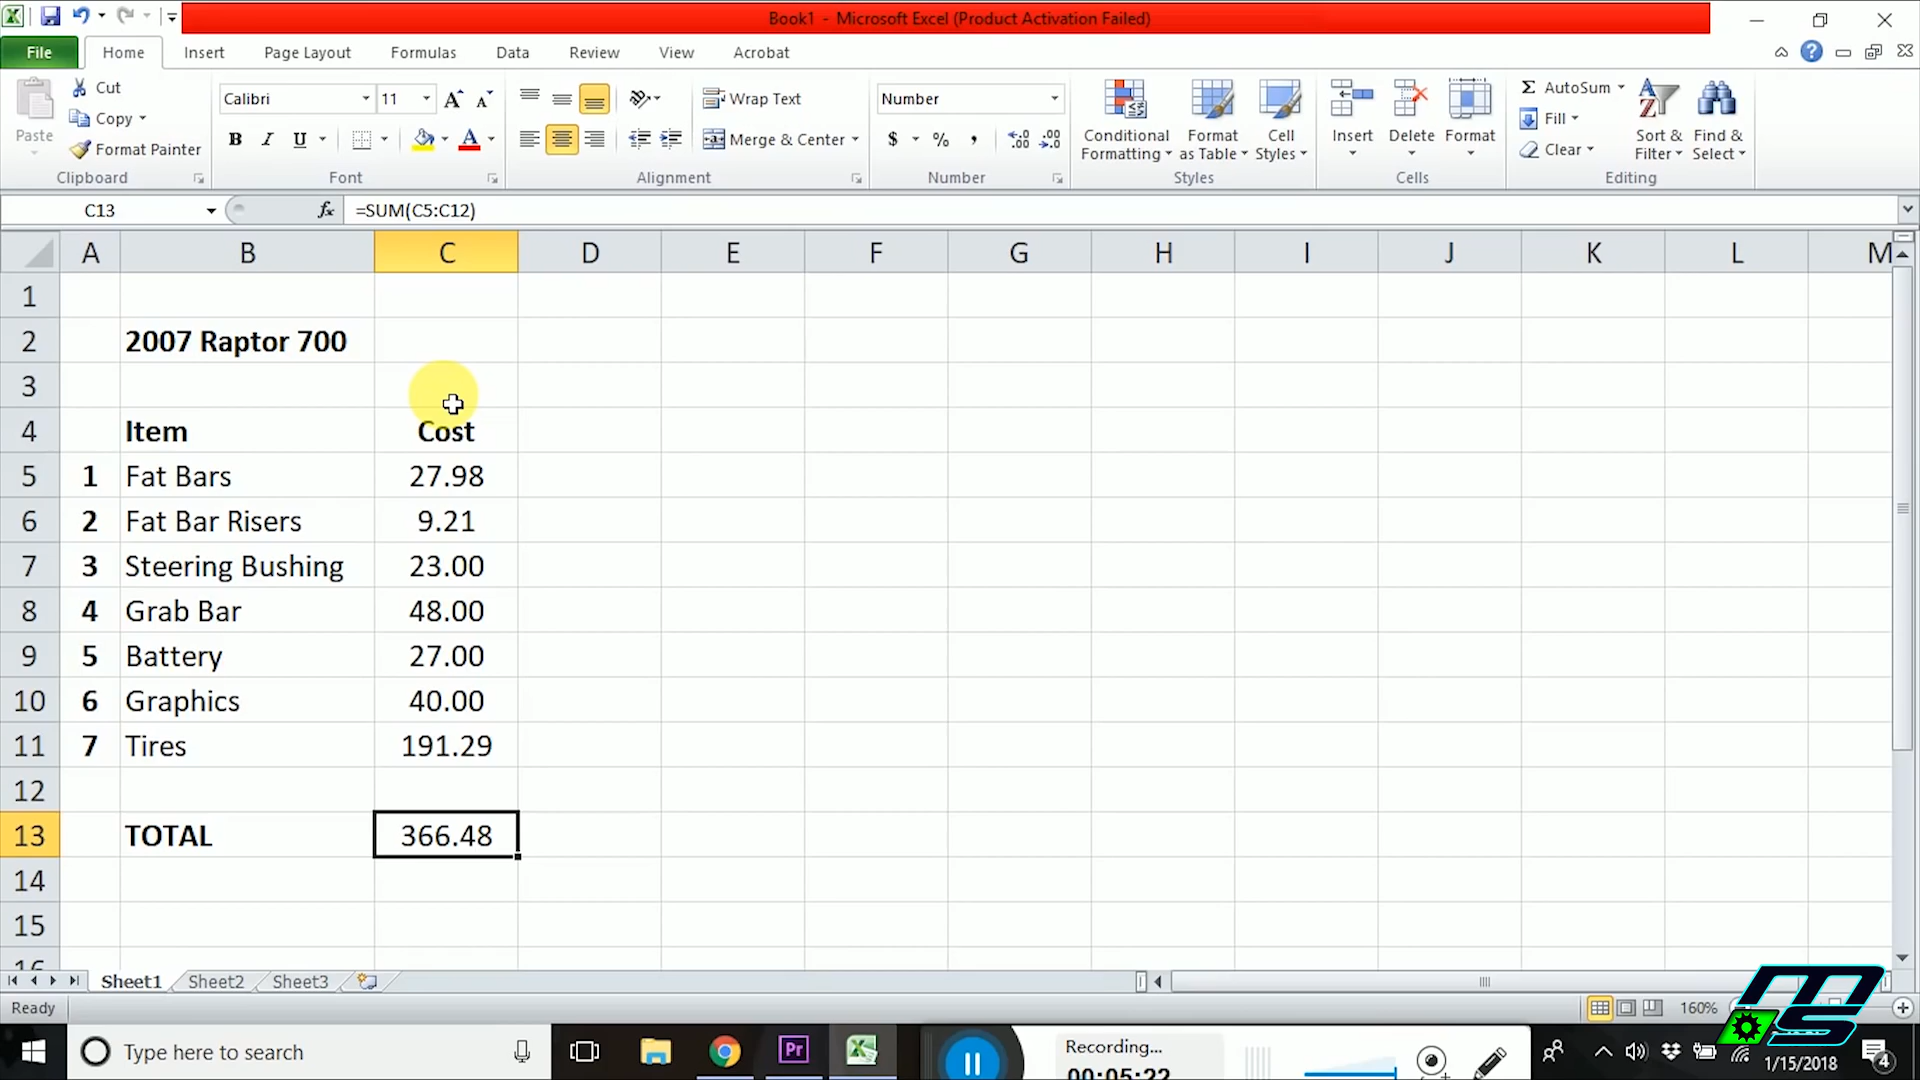 Book1 - Microsoft Excel (Product Activation Failed)
File Home Insert Page Layout Formulas Data Review View Acrobat
Paste
Cut
Copy
Format Painter
Clipboard
Calibri 11
B I U A
Font
Wrap Text
Merge & Center
Alignment
Number
$ % ,
Number
Conditional Formatting
Format as Table
Cell Styles
Styles
Insert Delete Format
Cells
Σ AutoSum
Fill
Clear
Sort & Filter
Find & Select
Editing
C13 fx =SUM(C5:C12)
A B C D E F G H I J K L M
1
2 2007 Raptor 700
3
4 Item Cost
5 1 Fat Bars 27.98
6 2 Fat Bar Risers 9.21
7 3 Steering Bushing 23.00
8 4 Grab Bar 48.00
9 5 Battery 27.00
10 6 Graphics 40.00
11 7 Tires 191.29
12
13 TOTAL 366.48
14
15
16
Sheet1 Sheet2 Sheet3
Ready 160%
Type here to search
Pr
Recording...
00:05:22
1/15/2018
4